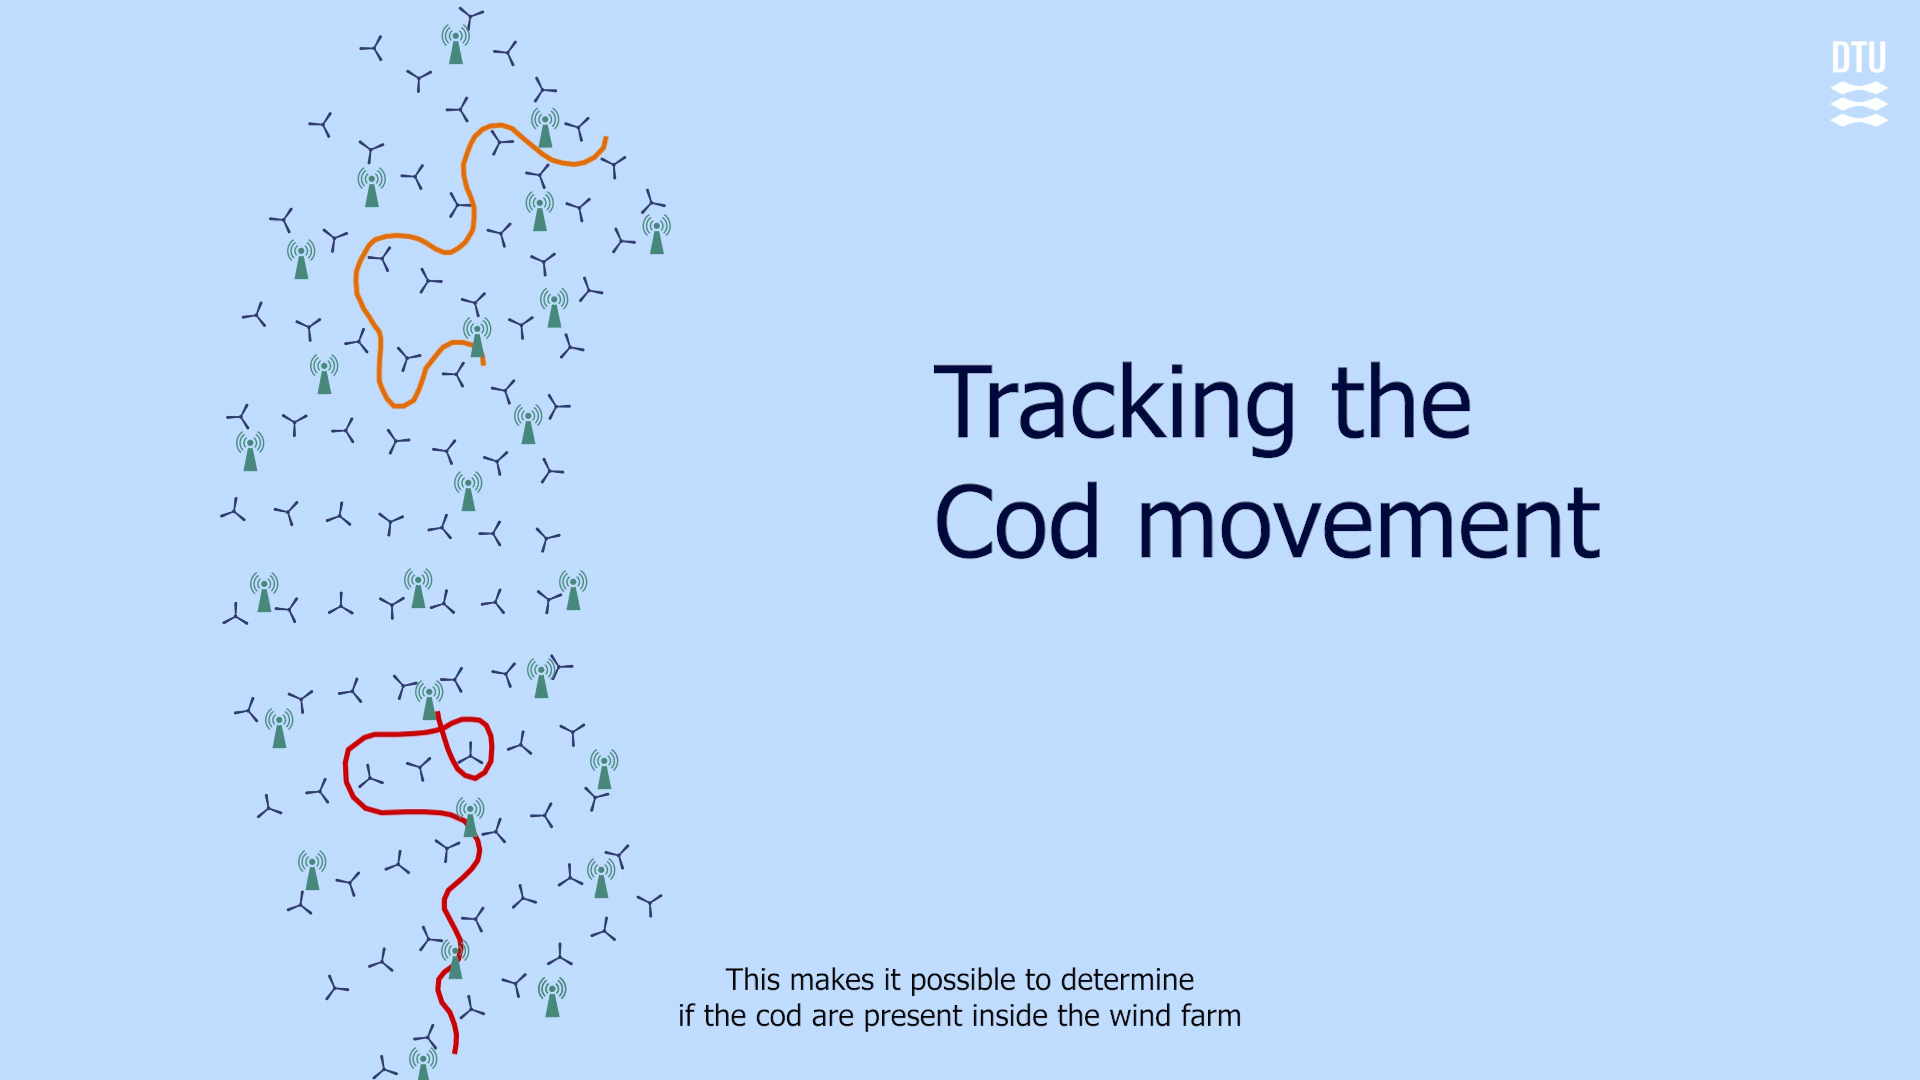 DTU
Tracking the
Cod movement
This makes it possible to determine
if the cod are present inside the wind farm